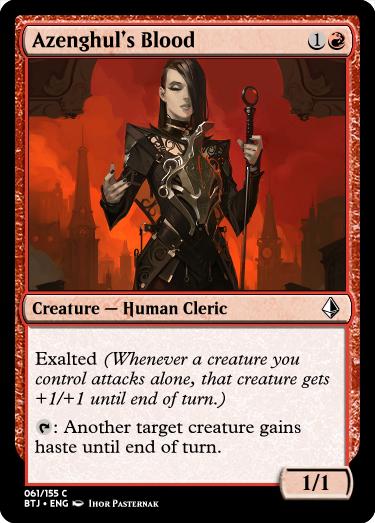 Azenghul's Blood 1
Creature — Human Cleric
Exalted (Whenever a creature you
control attacks alone, that creature gets
+1/+1 until end of turn.)
: Another target creature gains
haste until end of turn.
1/1
061/155 C
BTJ • ENG Ihor Pasternak